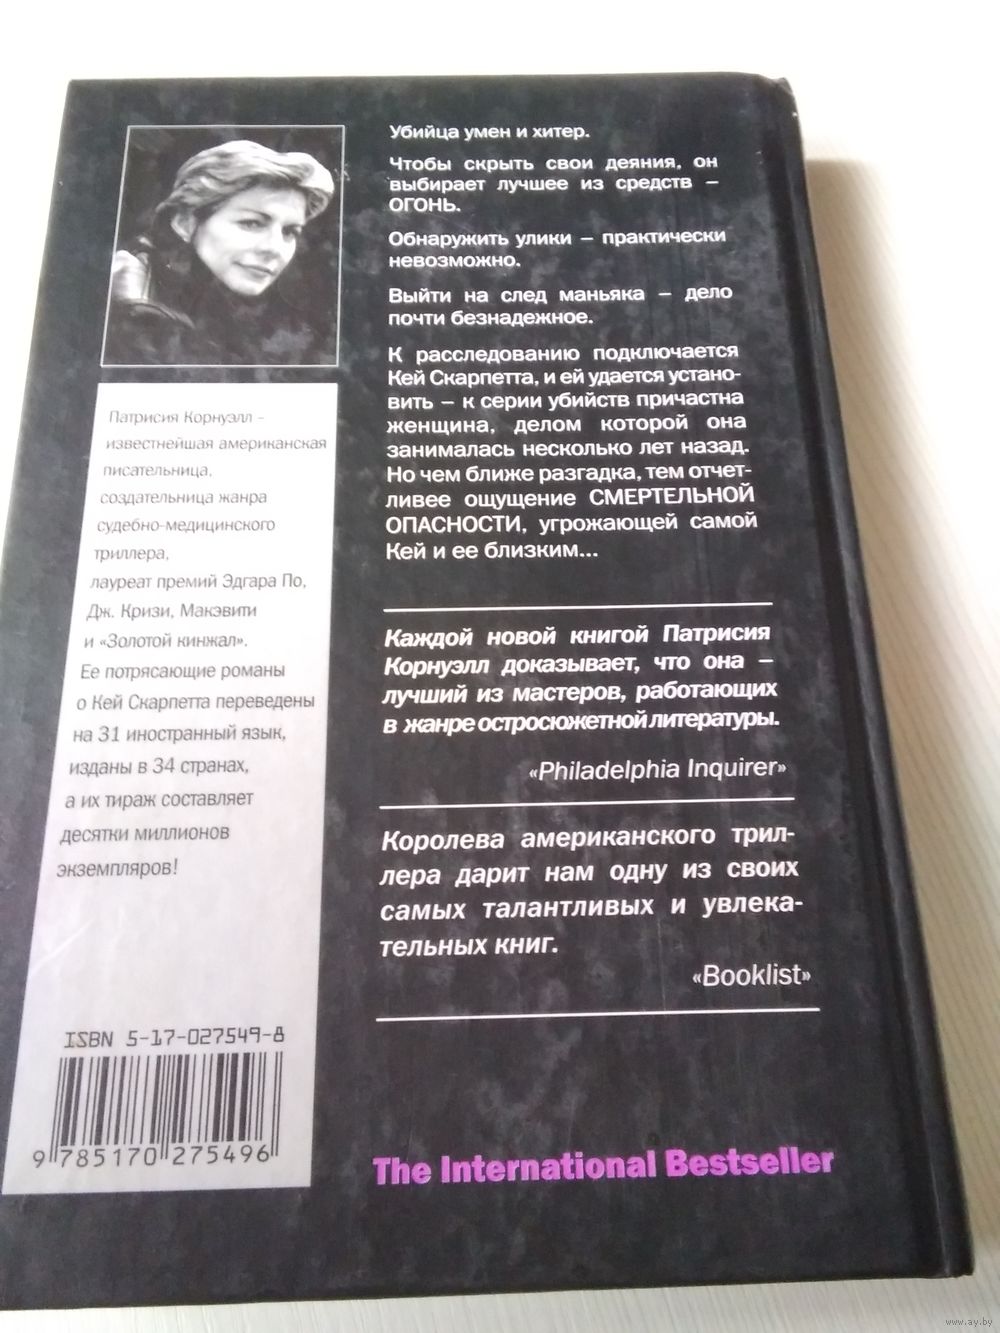 Убийца умен и хитер.
Чтобы скрыть свои деяния, он
выбирает лучшее из средств –
ОГОНЬ.
Обнаружить улики – практически
невозможно.
Выйти на след маньяка – дело
почти безнадежное.
К расследованию подключается
Кей Скарпетта, и ей удается устано-
вить – к серии убийств причастна
женщина, делом которой она
занималась несколько лет назад.
Но чем ближе разгадка, тем отчет-
ливее ощущение СМЕРТЕЛЬНОЙ
ОПАСНОСТИ, угрожающей самой
Кей и ее близким...
Каждой новой книгой Патрисия
Корнуэлл доказывает, что она –
лучший из мастеров, работающих
в жанре остросюжетной литературы.
«Philadelphia Inquirer»
Королева американского трил-
лера дарит нам одну из своих
самых талантливых и увлека-
тельных книг.
«Booklist»
The International Bestseller
Патрисия Корнуэлл –
известнейшая американская
писательница,
создательница жанра
судебно-медицинского
триллера,
лауреат премий Эдгара По,
Дж. Кризи, Макэвити
и «Золотой кинжал».
Ее потрясающие романы
о Кей Скарпетта переведены
на 31 иностранный язык,
изданы в 34 странах,
а их тираж составляет
десятки миллионов
экземпляров!
ISBN 5-17-027549-8
9 785170 275496
www.ay.by